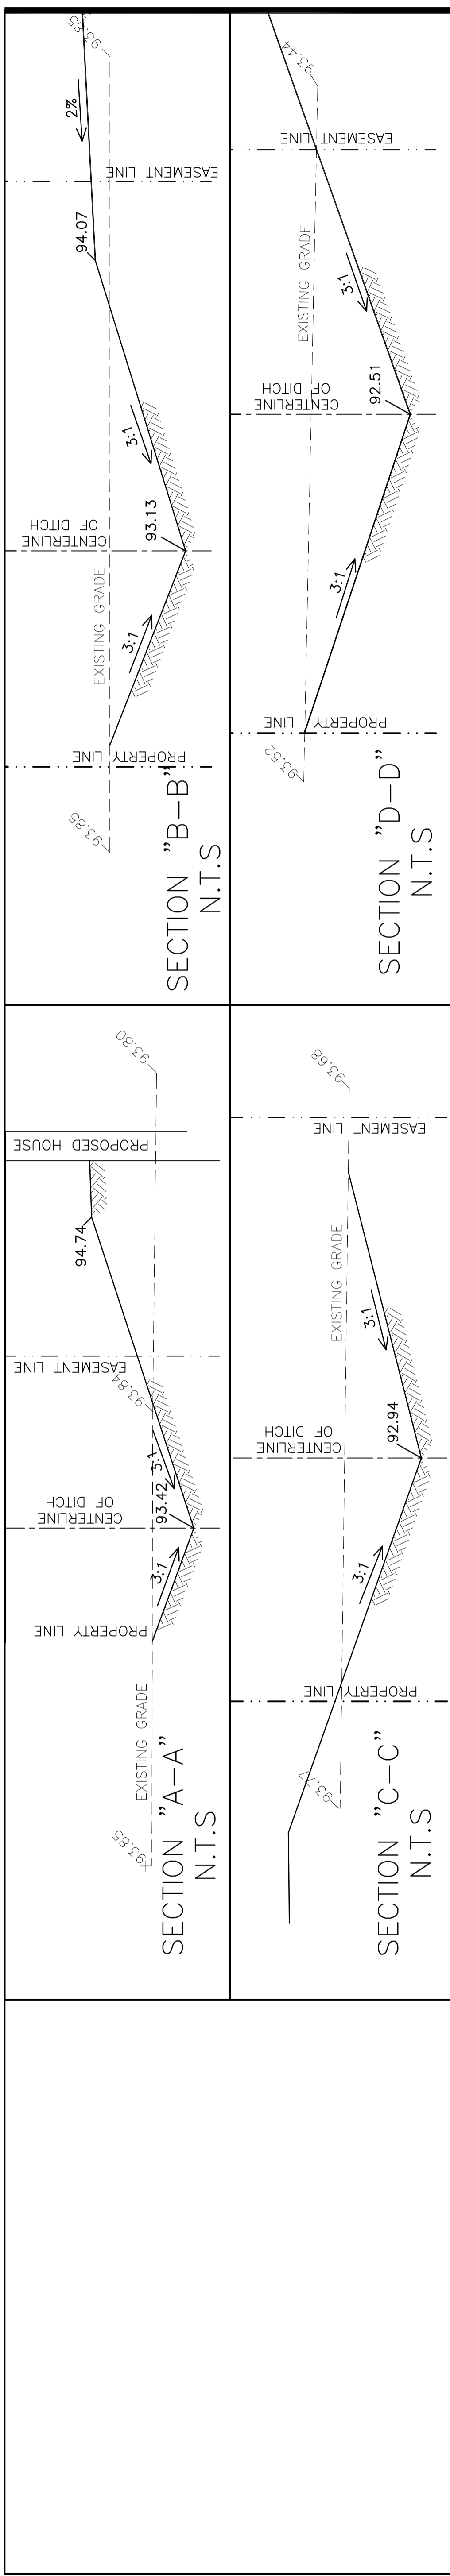 SECTION "A-A"
N.T.S
93.85
EXISTING GRADE
PROPERTY LINE
3:1
CENTERLINE
OF DITCH
93.42
3:1
93.84
EASEMENT LINE
94.74
PROPOSED HOUSE
93.80
SECTION "B-B"
N.T.S
93.85
PROPERTY LINE
EXISTING GRADE
3:1
CENTERLINE
OF DITCH
93.13
3:1
94.07
EASEMENT LINE
2%
93.85
SECTION "C-C"
N.T.S
93.77
PROPERTY LINE
3:1
CENTERLINE
OF DITCH
92.94
3:1
EXISTING GRADE
EASEMENT LINE
93.68
SECTION "D-D"
N.T.S
93.52
PROPERTY LINE
3:1
CENTERLINE
OF DITCH
92.51
3:1
EXISTING GRADE
EASEMENT LINE
93.44